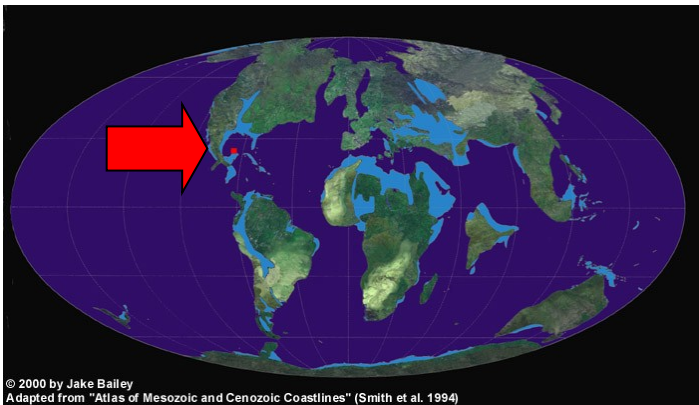 © 2000 by Jake Bailey
Adapted from "Atlas of Mesozoic and Cenozoic Coastlines" (Smith et al. 1994)